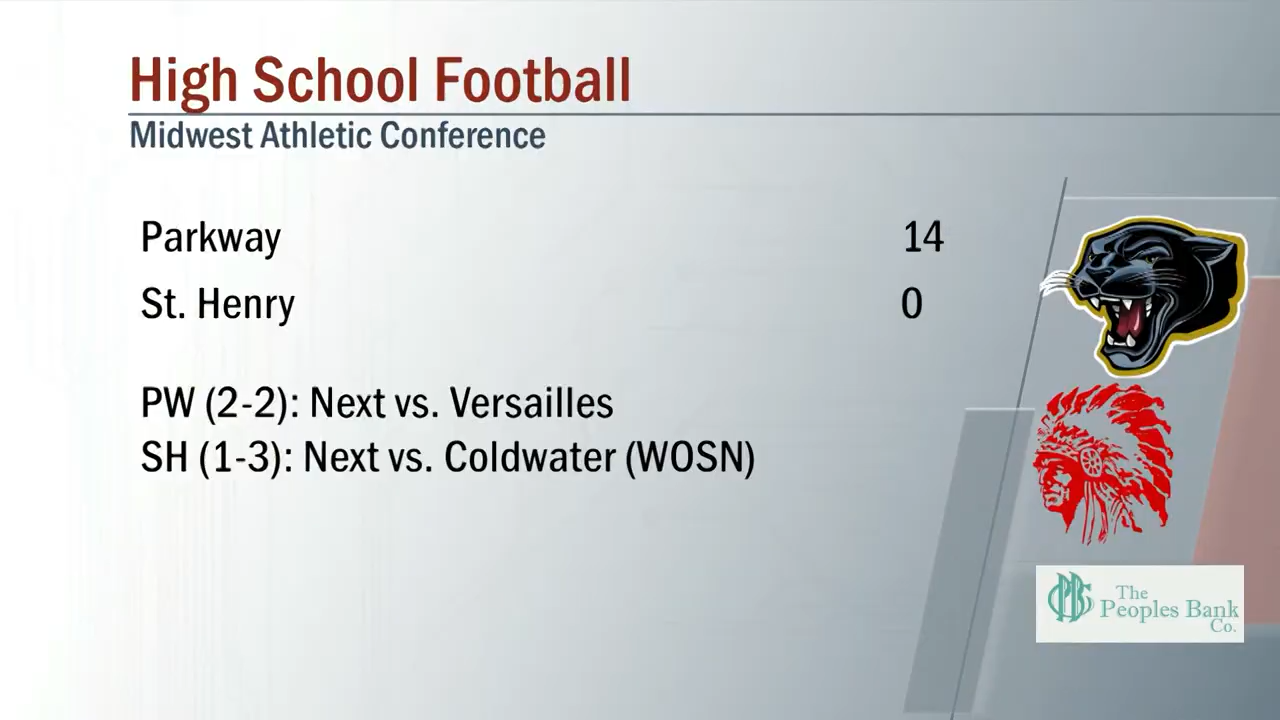 High School Football
Midwest Athletic Conference
Parkway 14
St. Henry 0
PW (2-2): Next vs. Versailles
SH (1-3): Next vs. Coldwater (WOSN)
PBC
The
Peoples Bank
Co.